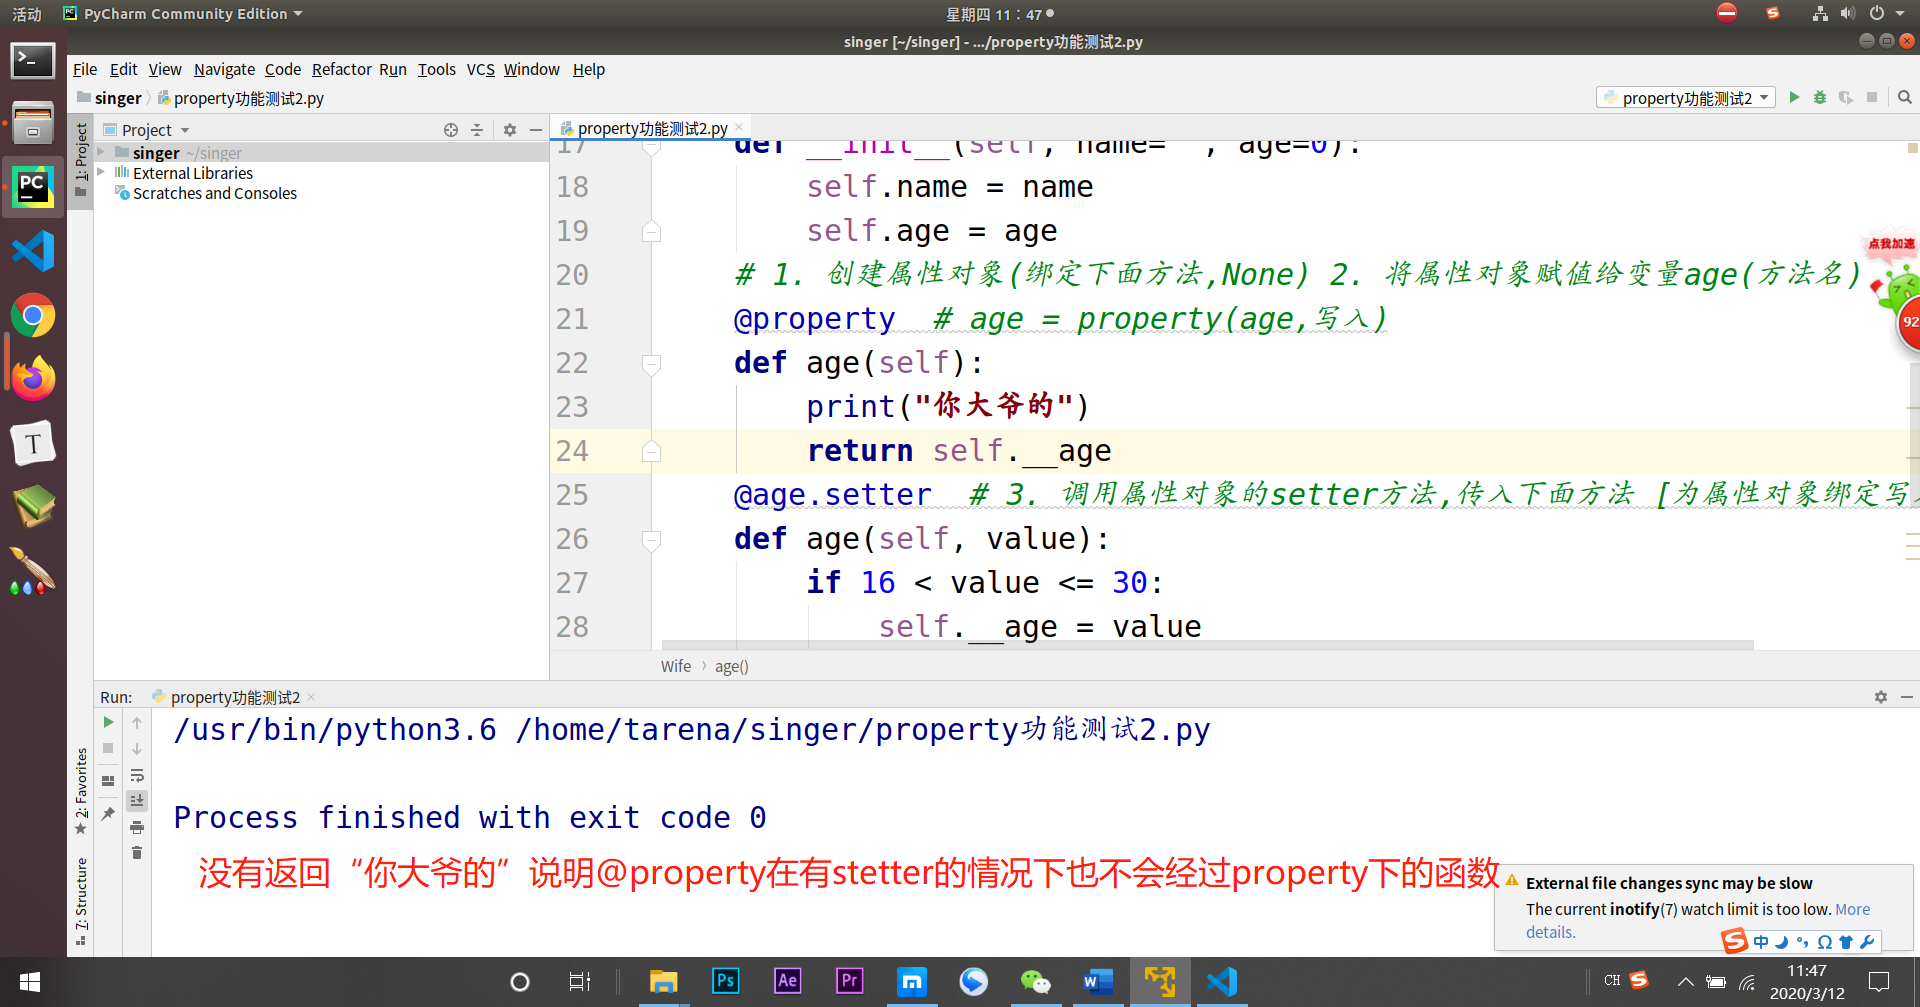 活动 PyCharm Community Edition 星期四 11：47
singer [~/singer] - .../property功能测试2.py
File Edit View Navigate Code Refactor Run Tools VCS Window Help
singer property功能测试2.py property功能测试2
1: Project
Project
property功能测试2.py
singer ~/singer
External Libraries
Scratches and Consoles
17 def __init__(self, name="", age=0):
18 self.name = name
19 self.age = age
20 # 1. 创建属性对象(绑定下面方法,None) 2. 将属性对象赋值给变量age(方法名)
21 @property # age = property(age,写入)
22 def age(self):
23 print("你大爷的")
24 return self.__age
25 @age.setter # 3. 调用属性对象的setter方法,传入下面方法 [为属性对象绑定写入
26 def age(self, value):
27 if 16 < value <= 30:
28 self.__age = value
点我加速
92
Wife › age()
Run: property功能测试2
/usr/bin/python3.6 /home/tarena/singer/property功能测试2.py
Process finished with exit code 0
2: Favorites
7: Structure
没有返回“你大爷的”说明@property在有stetter的情况下也不会经过property下的函数
External file changes sync may be slow
The current inotify(7) watch limit is too low. More
details.
中
PC
T
Ps Ae Pr m W
CH 11:47
2020/3/12